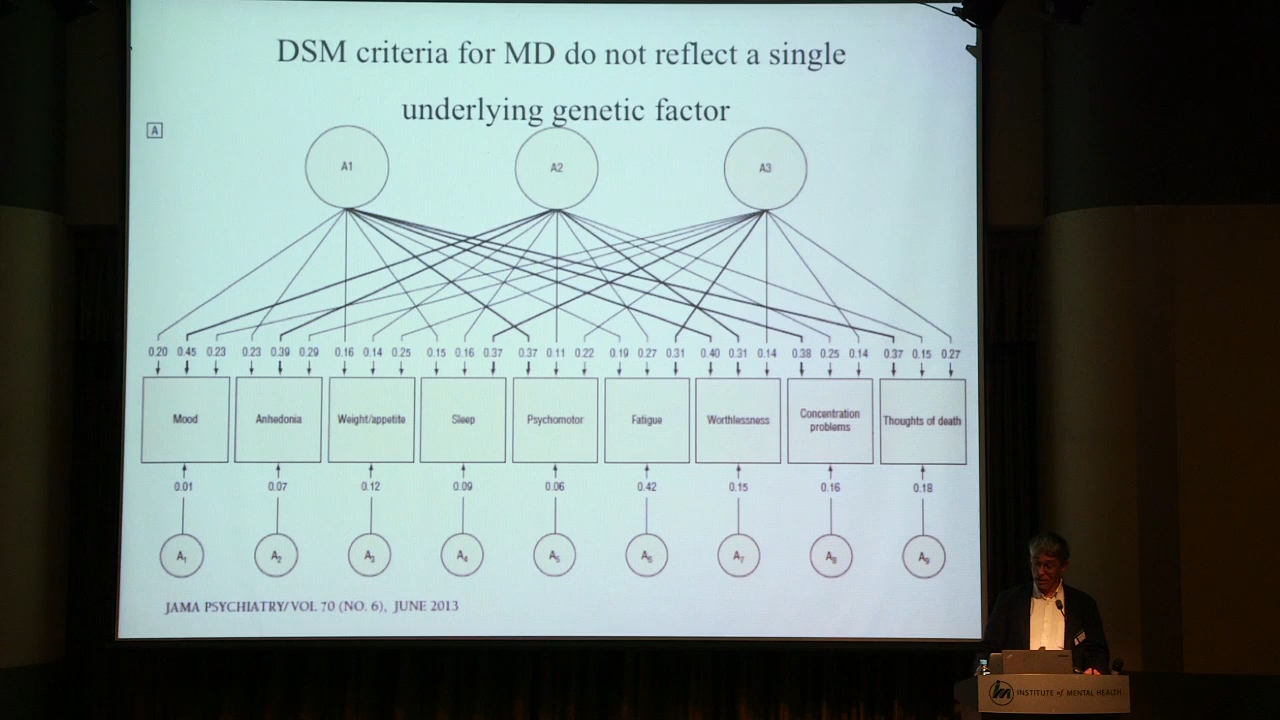 DSM criteria for MD do not reflect a single
underlying genetic factor
A
A1 A2 A3
0.20 0.45 0.23 0.23 0.39 0.29 0.16 0.14 0.25 0.15 0.16 0.37 0.37 0.11 0.22 0.19 0.27 0.31 0.40 0.31 0.14 0.38 0.25 0.14 0.37 0.15 0.27
Mood Anhedonia Weight/appetite Sleep Psychomotor Fatigue Worthlessness Concentration problems Thoughts of death
0.01 0.07 0.12 0.09 0.06 0.42 0.15 0.16 0.18
A₁ A₂ A₃ A₄ A₅ A₆ A₇ A₈ A₉
JAMA PSYCHIATRY/VOL 70 (NO. 6), JUNE 2013
INSTITUTE of MENTAL HEALTH